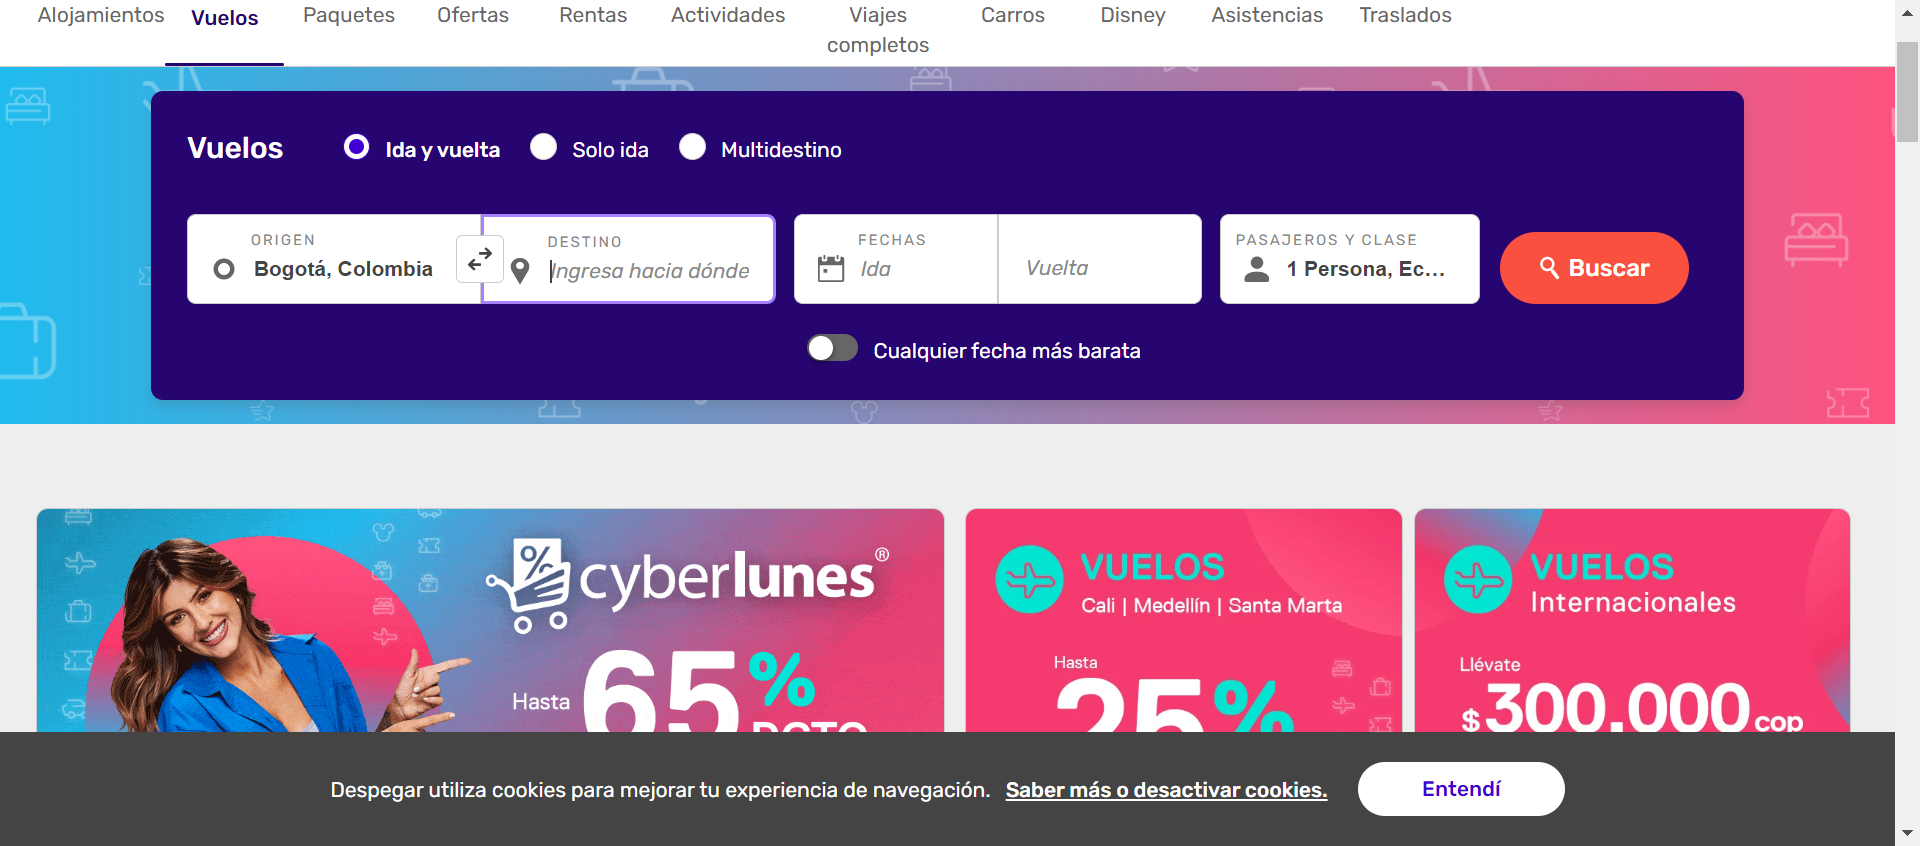 Alojamientos Vuelos Paquetes Ofertas Rentas Actividades Viajes completos Carros Disney Asistencias Traslados
Vuelos Ida y vuelta Solo ida Multidestino
ORIGEN DESTINO FECHAS PASAJEROS Y CLASE
Bogotá, Colombia Ingresa hacia dónde Ida Vuelta 1 Persona, Ec... Buscar
Cualquier fecha más barata
% cyberlunes®
Hasta 65% DCTO
VUELOS
Cali | Medellín | Santa Marta
Hasta
25%
VUELOS
Internacionales
Llévate
$300.000 cop
Despegar utiliza cookies para mejorar tu experiencia de navegación. Saber más o desactivar cookies. Entendí